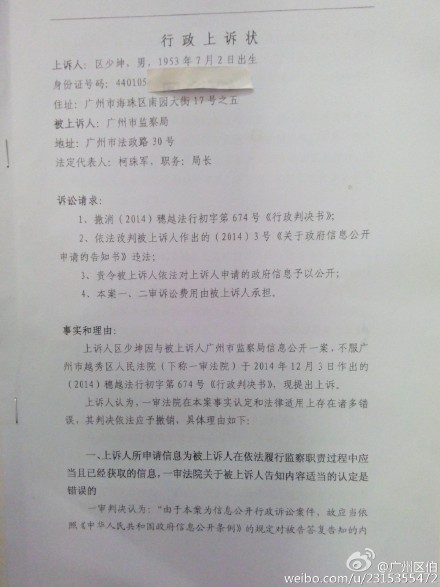 行政上诉状
上诉人：区少坤，男，1953年7月2日出生
身份证号码：440105
住址：广州市海珠区南园大街17号之五
被上诉人：广州市监察局
地址：广州市法政路30号
法定代表人：柯珠军，职务：局长
诉讼请求：
1、撤消（2014）穗越法行初字第674号《行政判决书》；
2、依法改判被上诉人作出的（2014）3号《关于政府信息公开
申请的告知书》违法；
3、责令被上诉人依法对上诉人申请的政府信息予以公开；
4、本案一、二审诉讼费用由被上诉人承担。
事实和理由：
上诉人区少坤因与被上诉人广州市监察局信息公开一案，不服广
州市越秀区人民法院（下称一审法院）于2014年12月3日作出的
（2014）穗越法行初字第674号《行政判决书》，现提出上诉。
上诉人认为，一审法院在本案事实认定和法律适用上存在诸多错
误，其判决依法应予撤销，具体理由如下：
一、上诉人所申请信息为被上诉人在依法履行监察职责过程中应
当且已经获取的信息，一审法院关于被上诉人告知内容适当的认定是
错误的
一审判决认为：“由于本案为信息公开行政诉讼案件，故应当依
照《中华人民共和国政府信息公开条例》的规定对被告答复告知的内
@广州区伯
weibo.com/u/2315355472